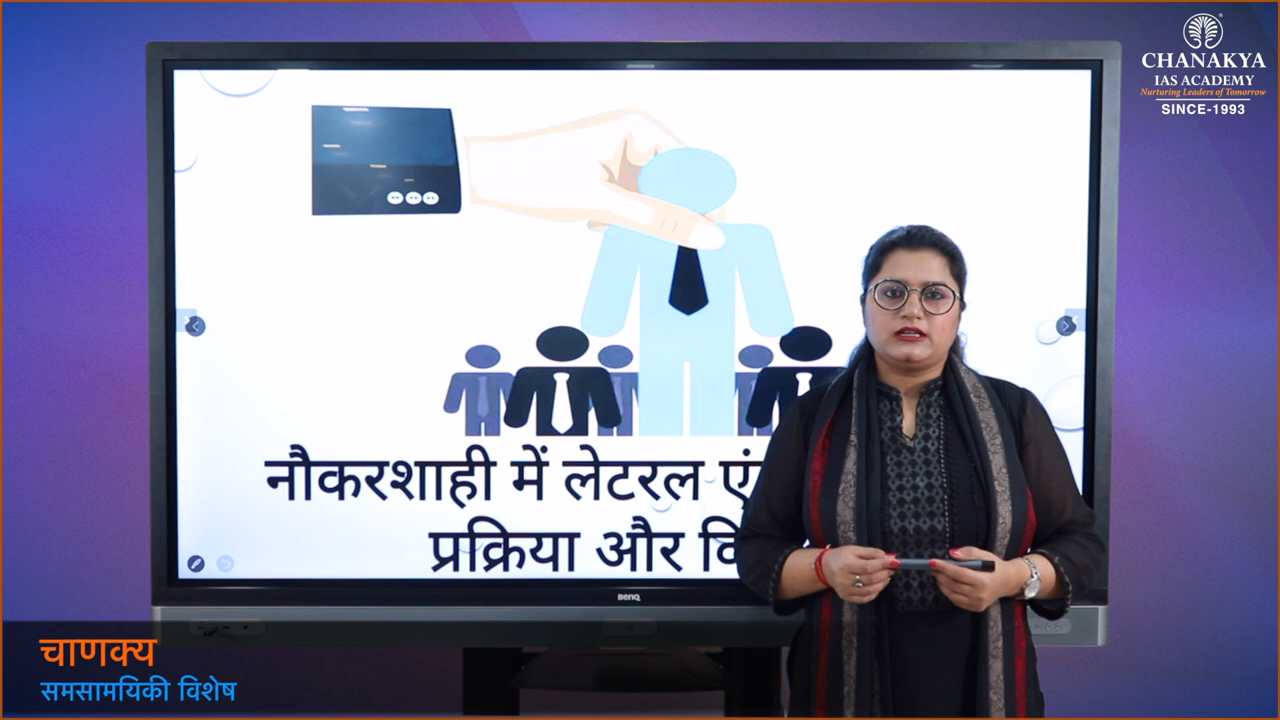 CHANAKYA
IAS ACADEMY
Nurturing Leaders of Tomorrow
SINCE-1993
नौकरशाही में लेटरल
प्रक्रिया और
BenQ
चाणक्य
समसामयिकी विशेष